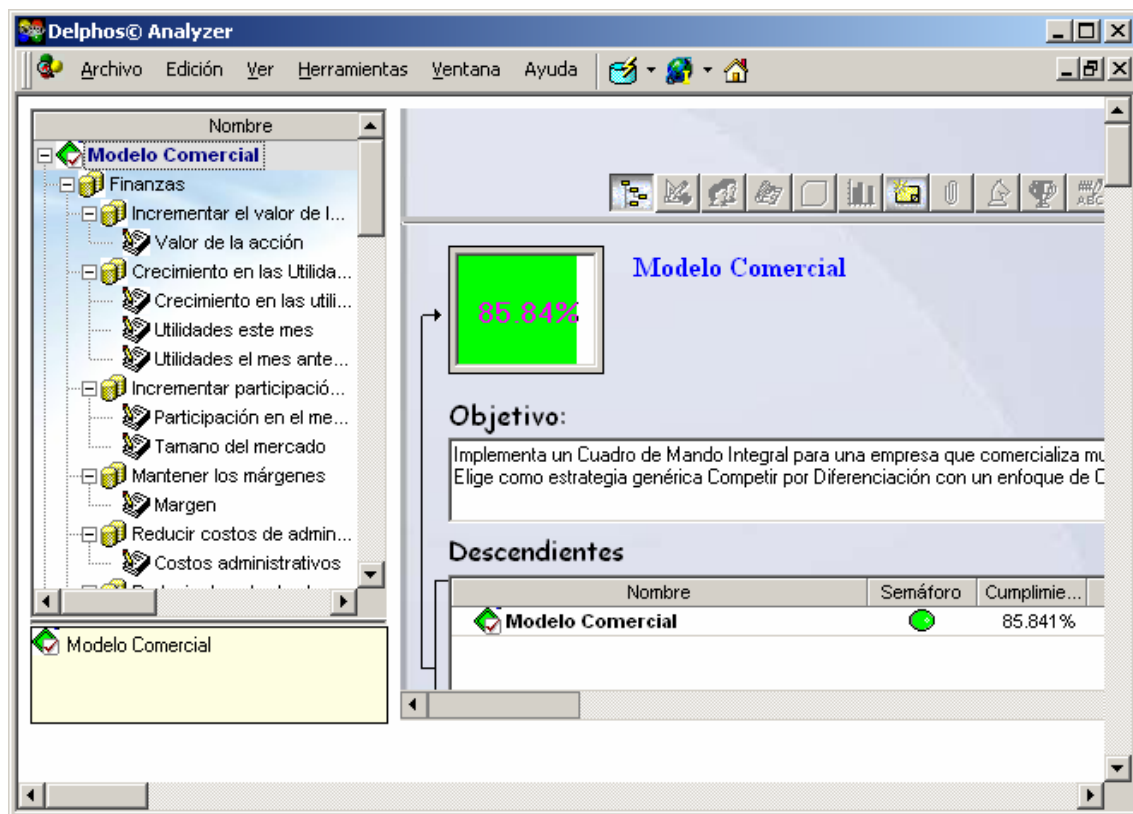 Delphos© Analyzer
Archivo Edición Ver Herramientas Ventana Ayuda
Nombre
Modelo Comercial
Finanzas
Incrementar el valor de l...
Valor de la acción
Crecimiento en las Utilida...
Crecimiento en las utili...
Utilidades este mes
Utilidades el mes ante...
Incrementar participació...
Participación en el me...
Tamano del mercado
Mantener los márgenes
Margen
Reducir costos de admin...
Costos administrativos
Modelo Comercial
ABC
85.84%
Modelo Comercial
Objetivo:
Implementa un Cuadro de Mando Integral para una empresa que comercializa mu
Elige como estrategia genérica Competir por Diferenciación con un enfoque de C
Descendientes
Nombre Semáforo Cumplimie...
Modelo Comercial 85.841%